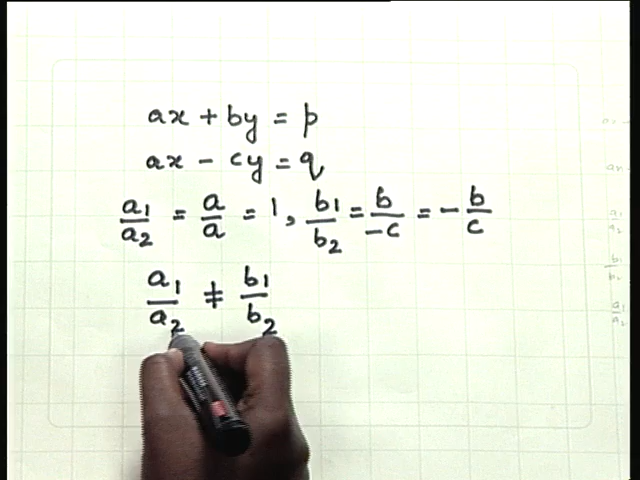 ax + by = p
ax - cy = q
a1/a2 = a/a = 1, b1/b2 = b/-c = -b/c
a1/a2 ≠ b1/b2